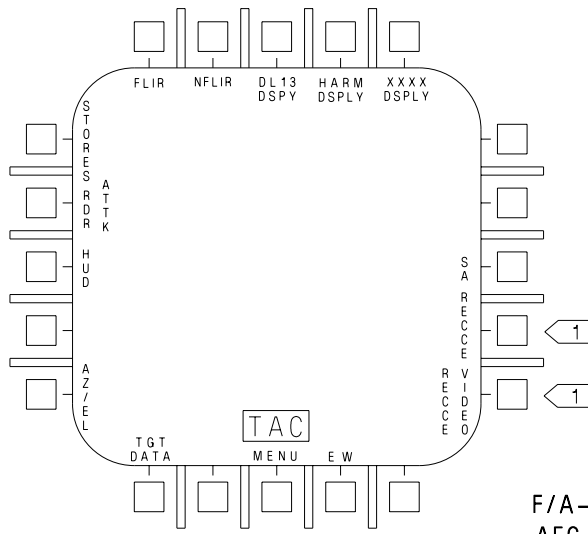 FLIR
NFLIR
DL13
DSPY
HARM
DSPLY
XXXX
DSPLY
STORES
RDR
ATTK
HUD
AZ/EL
SA
RECCE
1
RECCE
VIDEO
1
TAC
TGT
DATA
MENU
EW
F/A-
AFC